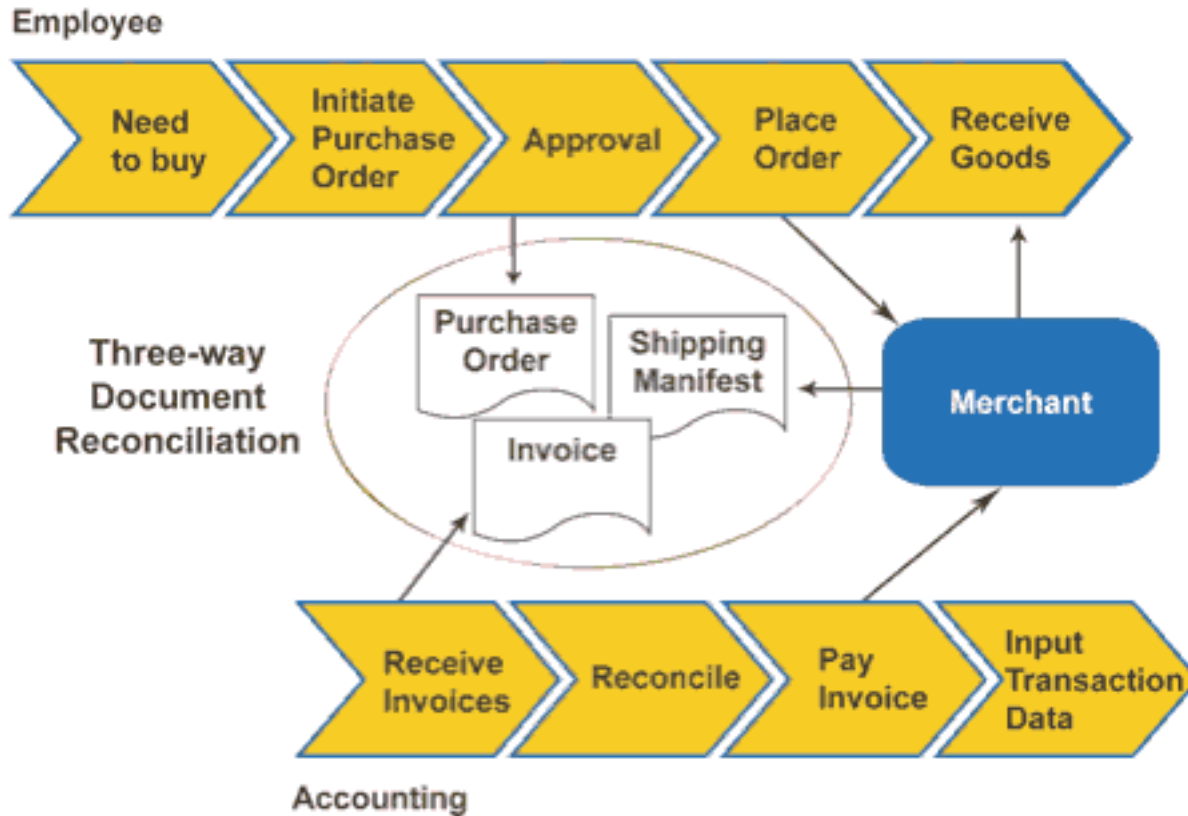 Employee
Need
to buy
Initiate
Purchase
Order
Approval
Place
Order
Receive
Goods
Three-way
Document
Reconciliation
Purchase
Order
Shipping
Manifest
Invoice
Merchant
Receive
Invoices
Reconcile
Pay
Invoice
Input
Transaction
Data
Accounting